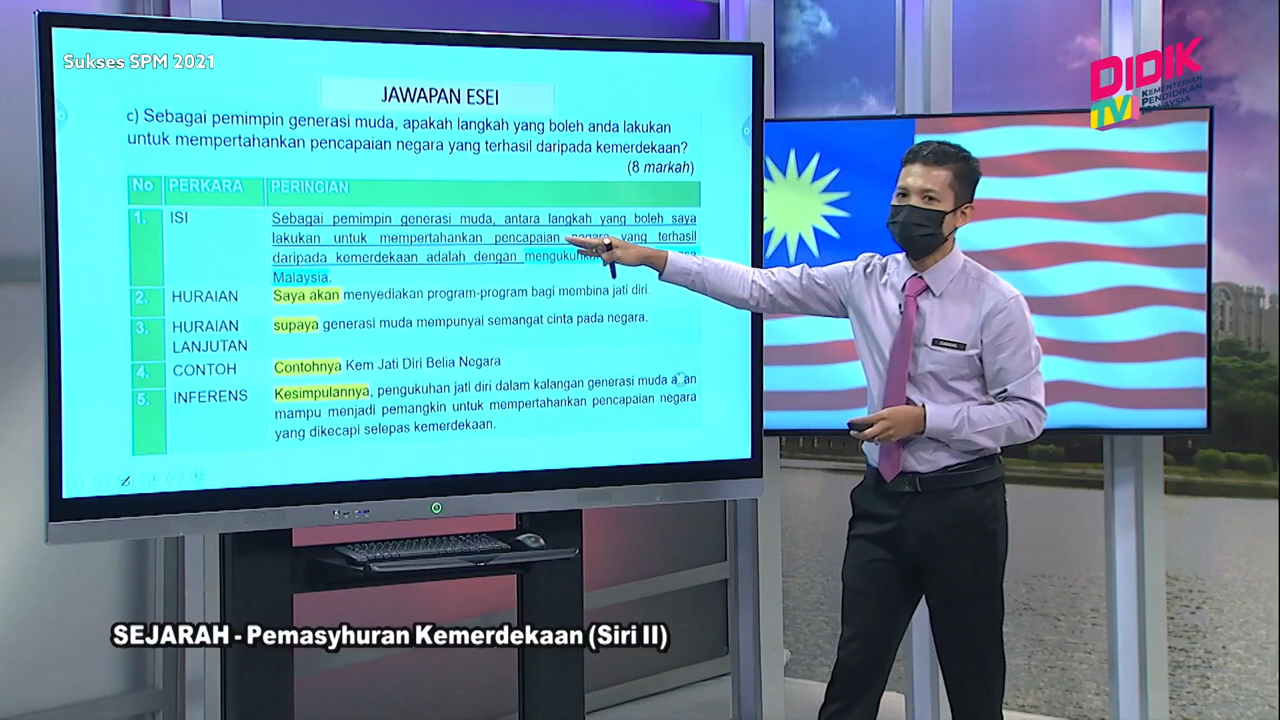 Sukses SPM 2021
DIDIK
TV
KEMENTERIAN
PENDIDIKAN
MALAYSIA
JAWAPAN ESEI
c) Sebagai pemimpin generasi muda, apakah langkah yang boleh anda lakukan
untuk mempertahankan pencapaian negara yang terhasil daripada kemerdekaan?
(8 markah)
No PERKARA PERINCIAN
1. ISI Sebagai pemimpin generasi muda, antara langkah yang boleh saya
lakukan untuk mempertahankan pencapaian negara yang terhasil
daripada kemerdekaan adalah dengan
Malaysia.
2. HURAIAN Saya akan menyediakan program-program bagi membina jati diri.
3. HURAIAN LANJUTAN supaya generasi muda mempunyai semangat cinta pada negara.
4. CONTOH Contohnya Kem Jati Diri Belia Negara
5. INFERENS Kesimpulannya, pengukuhan jati diri dalam kalangan generasi muda akan
mampu menjadi pemangkin untuk mempertahankan pencapaian negara
yang dikecapi selepas kemerdekaan.
SEJARAH - Pemasyhuran Kemerdekaan (Siri II)